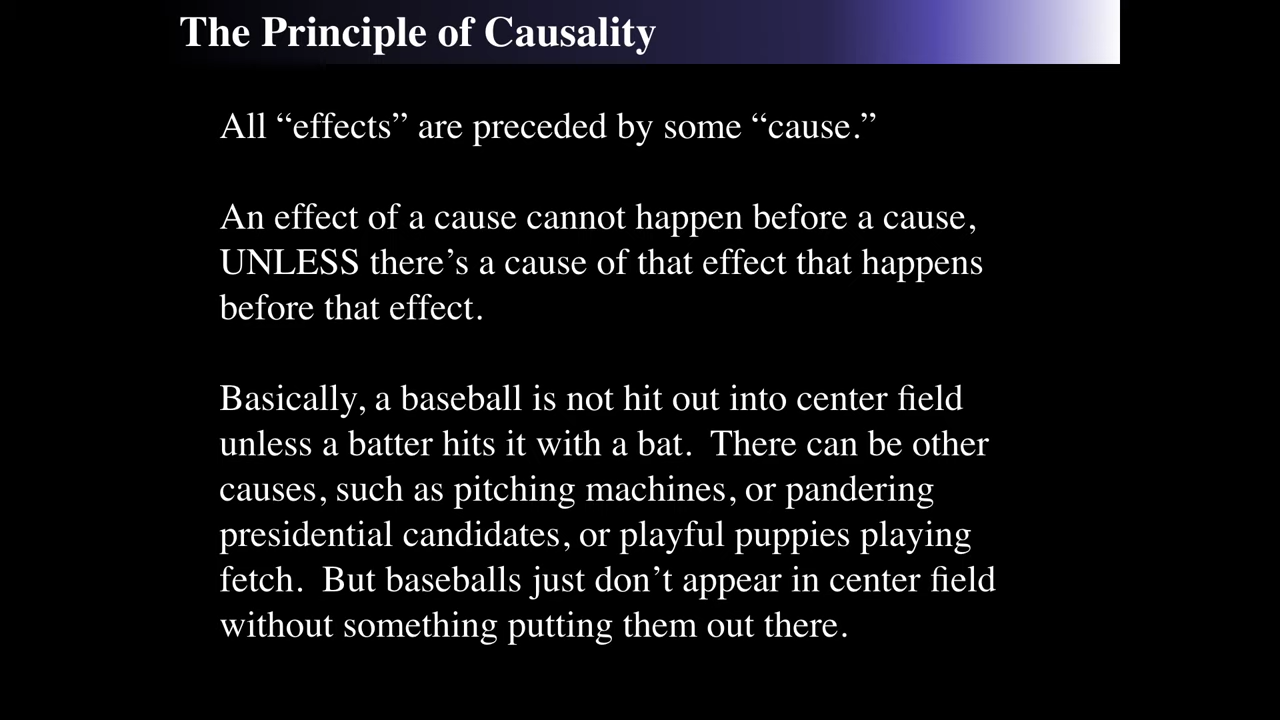 The Principle of Causality
All “effects” are preceded by some “cause.”
An effect of a cause cannot happen before a cause,
UNLESS there’s a cause of that effect that happens
before that effect.
Basically, a baseball is not hit out into center field
unless a batter hits it with a bat.  There can be other
causes, such as pitching machines, or pandering
presidential candidates, or playful puppies playing
fetch.  But baseballs just don’t appear in center field
without something putting them out there.